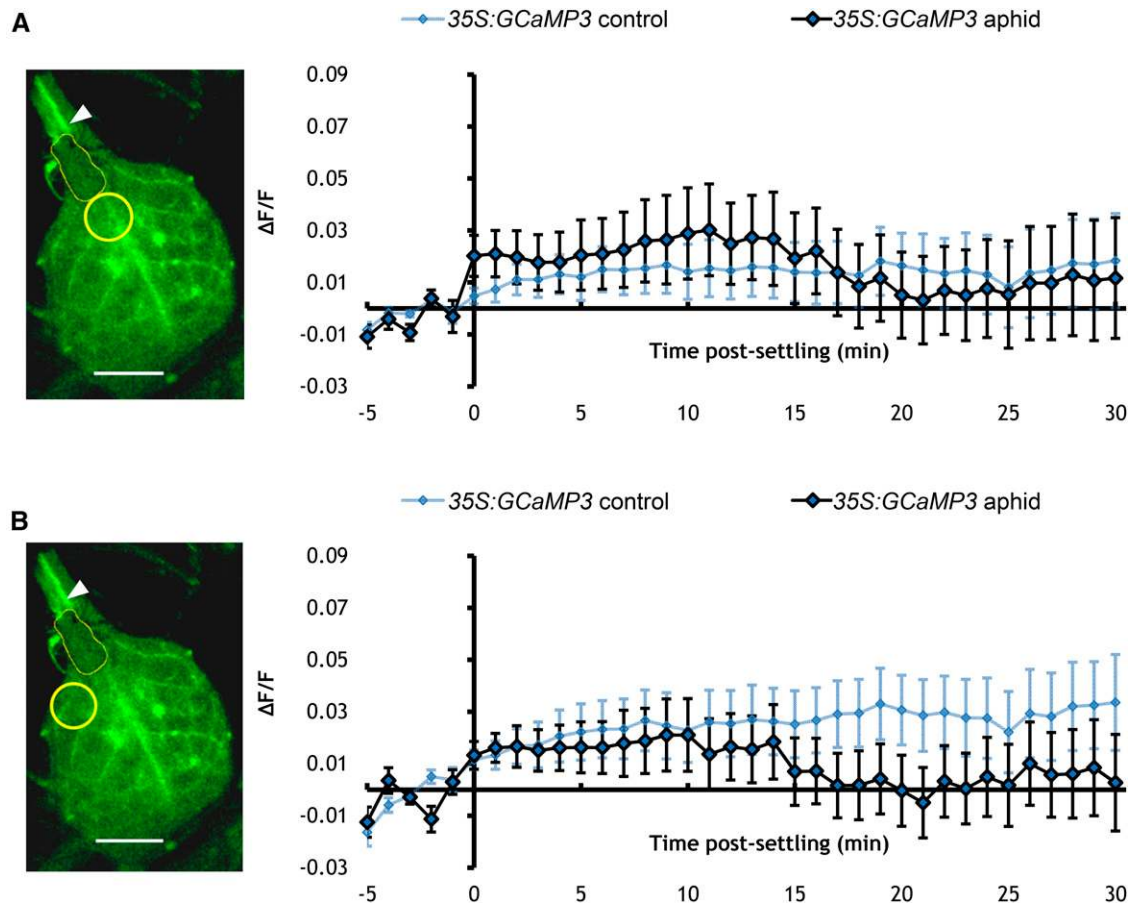 A
35S:GCaMP3 control
35S:GCaMP3 aphid
ΔF/F
0.09
0.07
0.05
0.03
0.01
-0.01
-0.03
Time post-settling (min)
-5 0 5 10 15 20 25 30
B
35S:GCaMP3 control
35S:GCaMP3 aphid
ΔF/F
0.09
0.07
0.05
0.03
0.01
-0.01
-0.03
Time post-settling (min)
-5 0 5 10 15 20 25 30